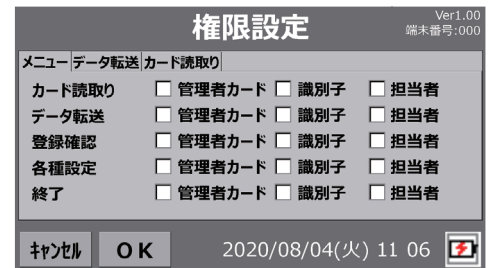 権限設定
Ver1.00
端末番号:000
メニュー データ転送 カード読取り
カード読取り 管理者カード 識別子 担当者
データ転送 管理者カード 識別子 担当者
登録確認 管理者カード 識別子 担当者
各種設定 管理者カード 識別子 担当者
終了 管理者カード 識別子 担当者
ｷｬﾝｾﾙ OK 2020/08/04(火) 11 06